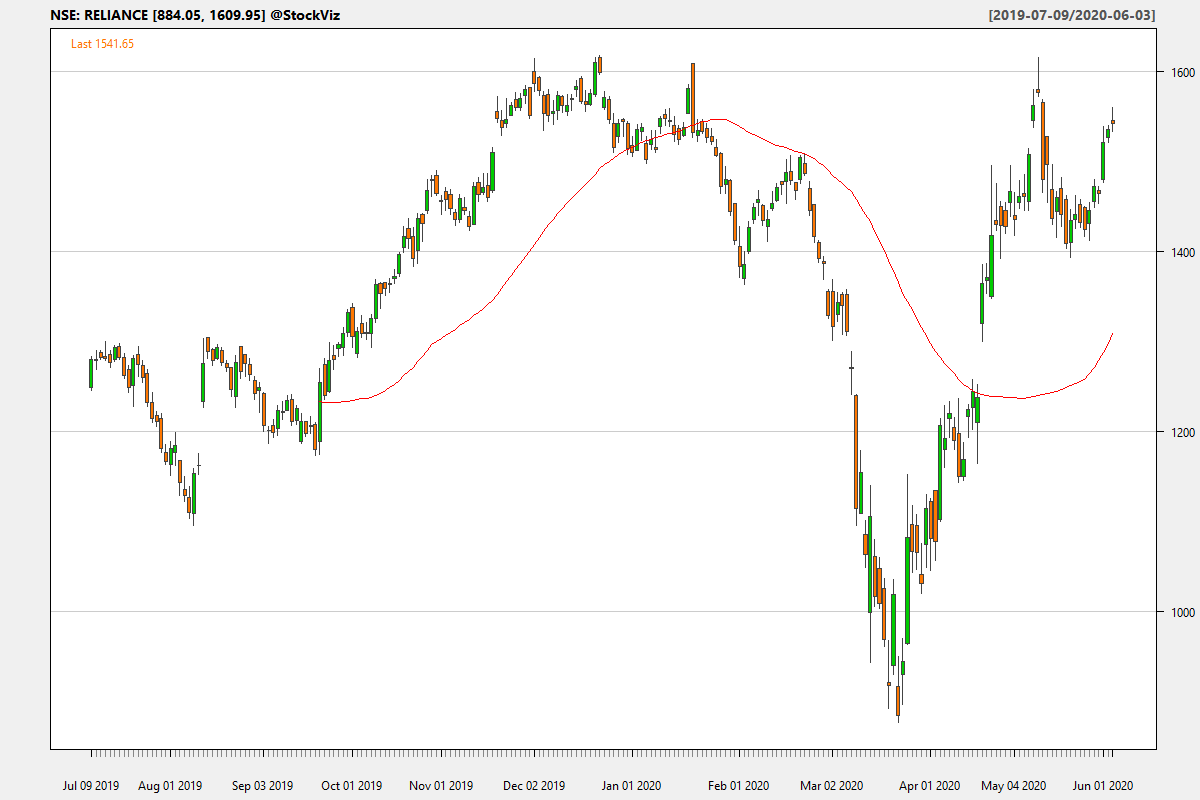 NSE: RELIANCE [884.05, 1609.95] @StockViz
[2019-07-09/2020-06-03]
Last 1541.65
1600
1400
1200
1000
Jul 09 2019 Aug 01 2019 Sep 03 2019 Oct 01 2019 Nov 01 2019 Dec 02 2019 Jan 01 2020 Feb 01 2020 Mar 02 2020 Apr 01 2020 May 04 2020 Jun 01 2020